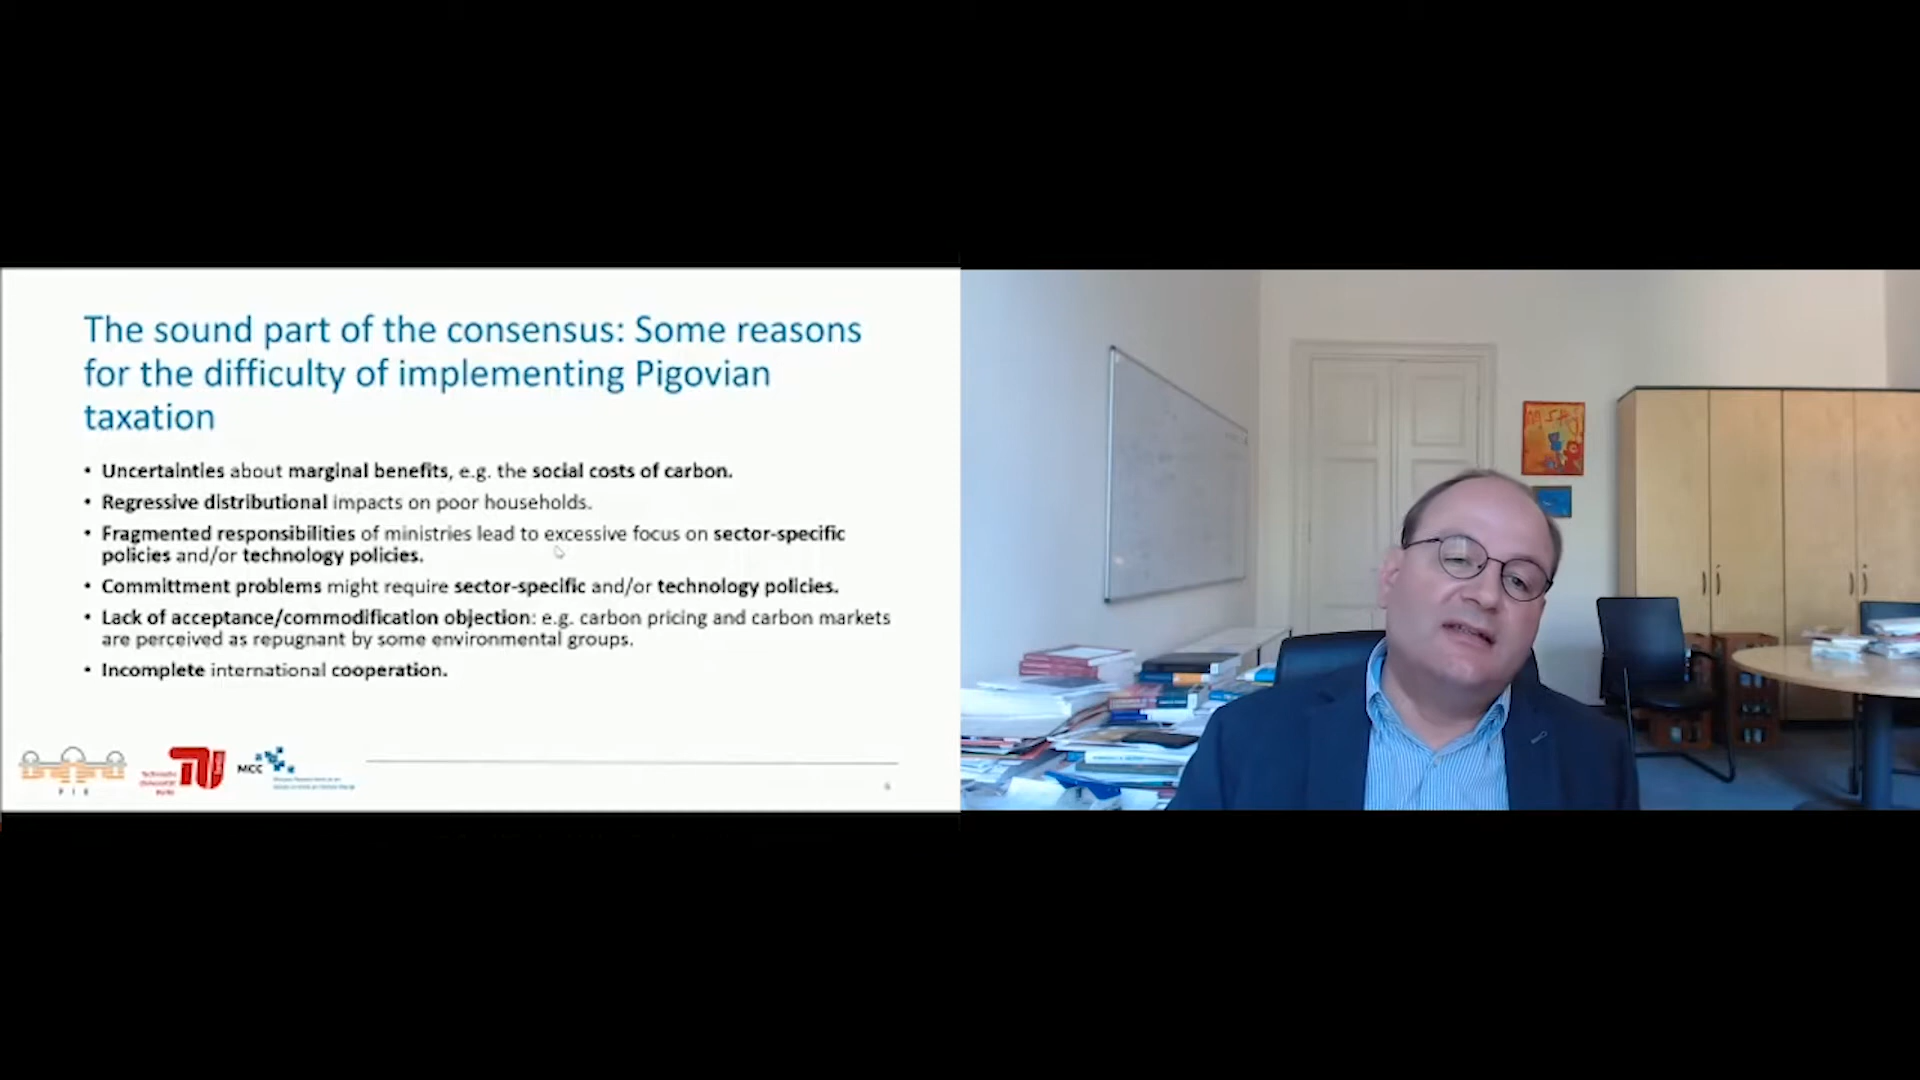 The sound part of the consensus: Some reasons
for the difficulty of implementing Pigovian
taxation
• Uncertainties about marginal benefits, e.g. the social costs of carbon.
• Regressive distributional impacts on poor households.
• Fragmented responsibilities of ministries lead to excessive focus on sector-specific
policies and/or technology policies.
• Committment problems might require sector-specific and/or technology policies.
• Lack of acceptance/commodification objection: e.g. carbon pricing and carbon markets
are perceived as repugnant by some environmental groups.
• Incomplete international cooperation.
P I K
MCC
6